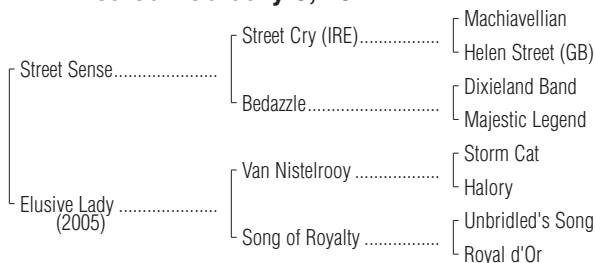 Machiavellian
Street Cry (IRE)
Helen Street (GB)
Street Sense
Dixieland Band
Bedazzle
Majestic Legend
Storm Cat
Van Nistelrooy
Halory
Elusive Lady
(2005)
Unbridled's Song
Song of Royalty
Royal d'Or